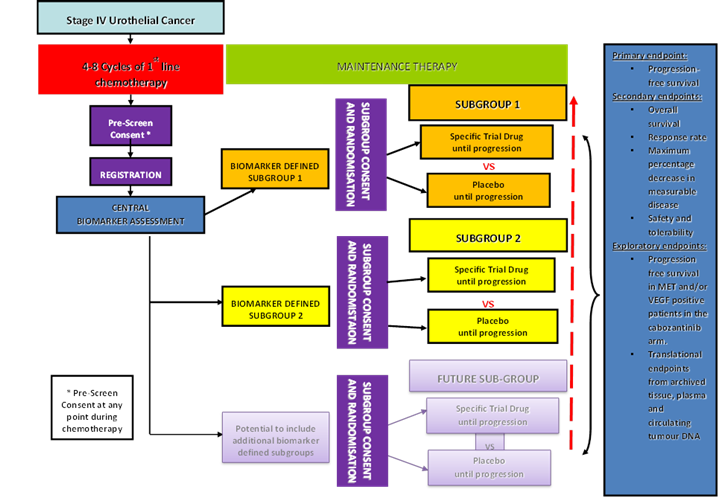 Stage IV Urothelial Cancer
4-8 Cycles of 1st line
chemotherapy
MAINTENANCE THERAPY
Pre-Screen
Consent *
REGISTRATION
CENTRAL
BIOMARKER ASSESSMENT
BIOMARKER DEFINED
SUBGROUP 1
SUBGROUP CONSENT
AND RANDOMISATION
SUBGROUP 1
Specific Trial Drug
until progression
VS
Placebo
until progression
BIOMARKER DEFINED
SUBGROUP 2
SUBGROUP CONSENT
AND RANDOMISTAION
SUBGROUP 2
Specific Trial Drug
until progression
VS
Placebo
until progression
* Pre-Screen
Consent at any
point during
chemotherapy
Potential to include
additional biomarker
defined subgroups
SUBGROUP CONSENT
AND RANDOMISATION
FUTURE SUB-GROUP
Specific Trial Drug
until progression
VS
Placebo
until progression
Primary endpoint:
• Progression-
free survival
Secondary endpoints:
• Overall
survival
• Response rate
• Maximum
percentage
decrease in
measurable
disease
• Safety and
tolerability
Exploratory endpoints:
• Progression
free survival
in MET and/or
VEGF positive
patients in the
cabozantinib
arm.
• Translational
endpoints
from archived
tissue, plasma
and
circulating
tumour DNA